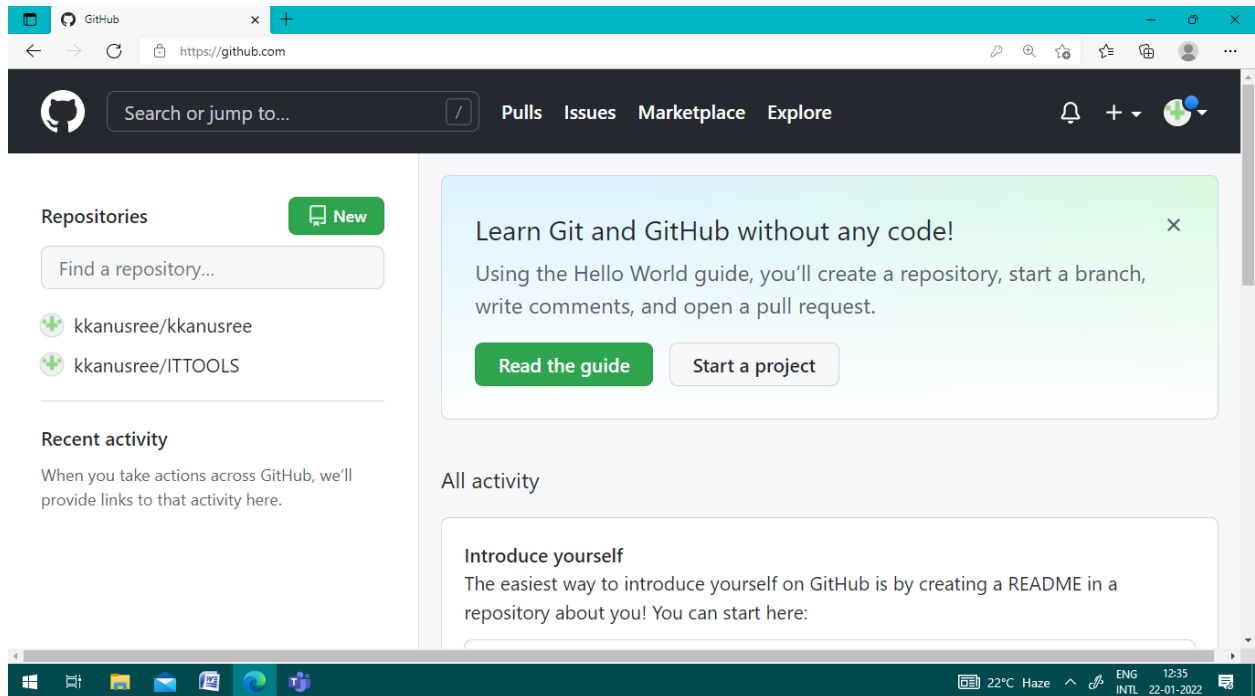 GitHub
https://github.com
Search or jump to... /
Pulls Issues Marketplace Explore
Repositories
New
Find a repository...
kkanusree/kkanusree
kkanusree/ITTOOLS
Recent activity
When you take actions across GitHub, we’ll
provide links to that activity here.
Learn Git and GitHub without any code!
Using the Hello World guide, you’ll create a repository, start a branch,
write comments, and open a pull request.
Read the guide
Start a project
All activity
Introduce yourself
The easiest way to introduce yourself on GitHub is by creating a README in a
repository about you! You can start here:
22°C Haze
ENG
INTL
12:35
22-01-2022